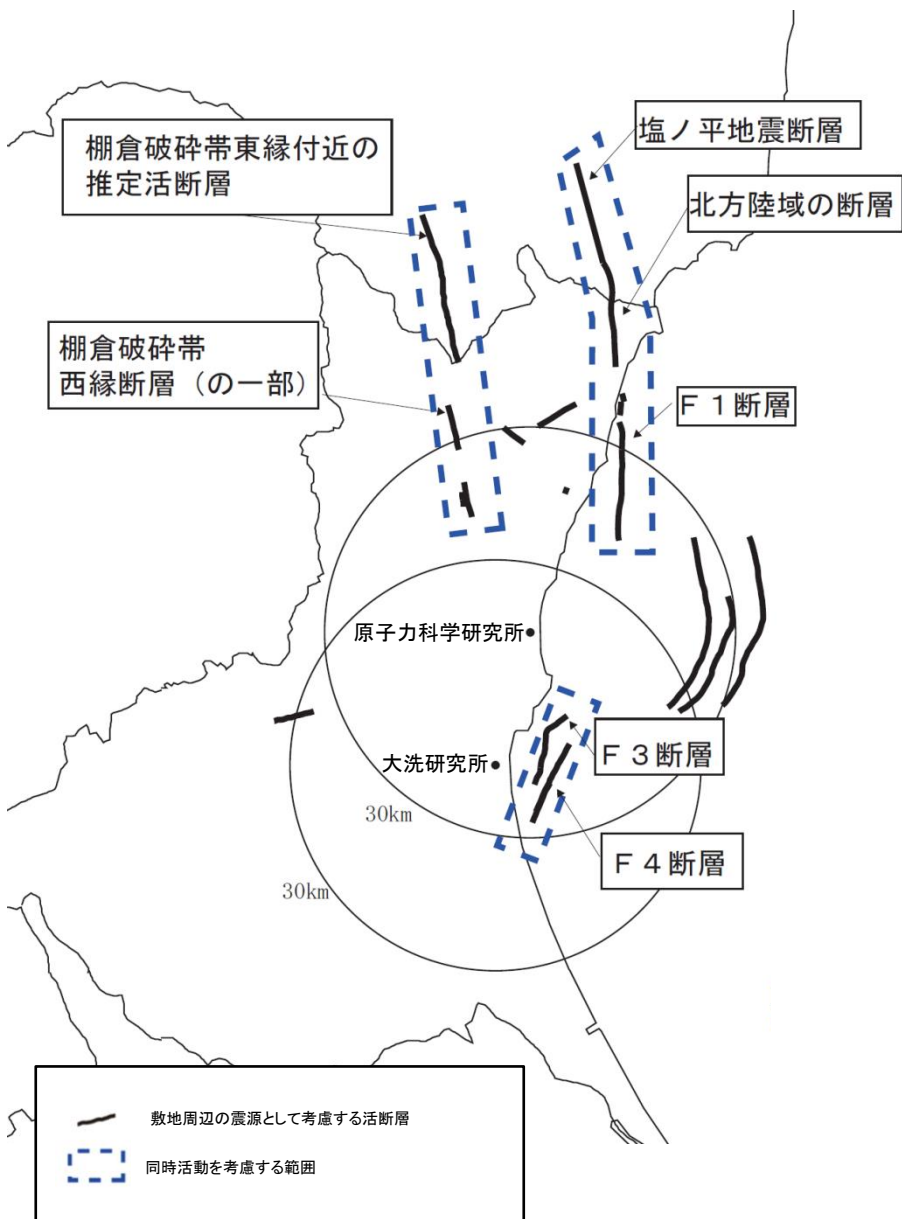 塩ノ平地震断層
棚倉破砕帯東縁付近の
推定活断層
北方陸域の断層
棚倉破砕帯
西縁断層（の一部）
Ｆ１断層
原子力科学研究所
大洗研究所
Ｆ３断層
30km
Ｆ４断層
30km
敷地周辺の震源として考慮する活断層
同時活動を考慮する範囲